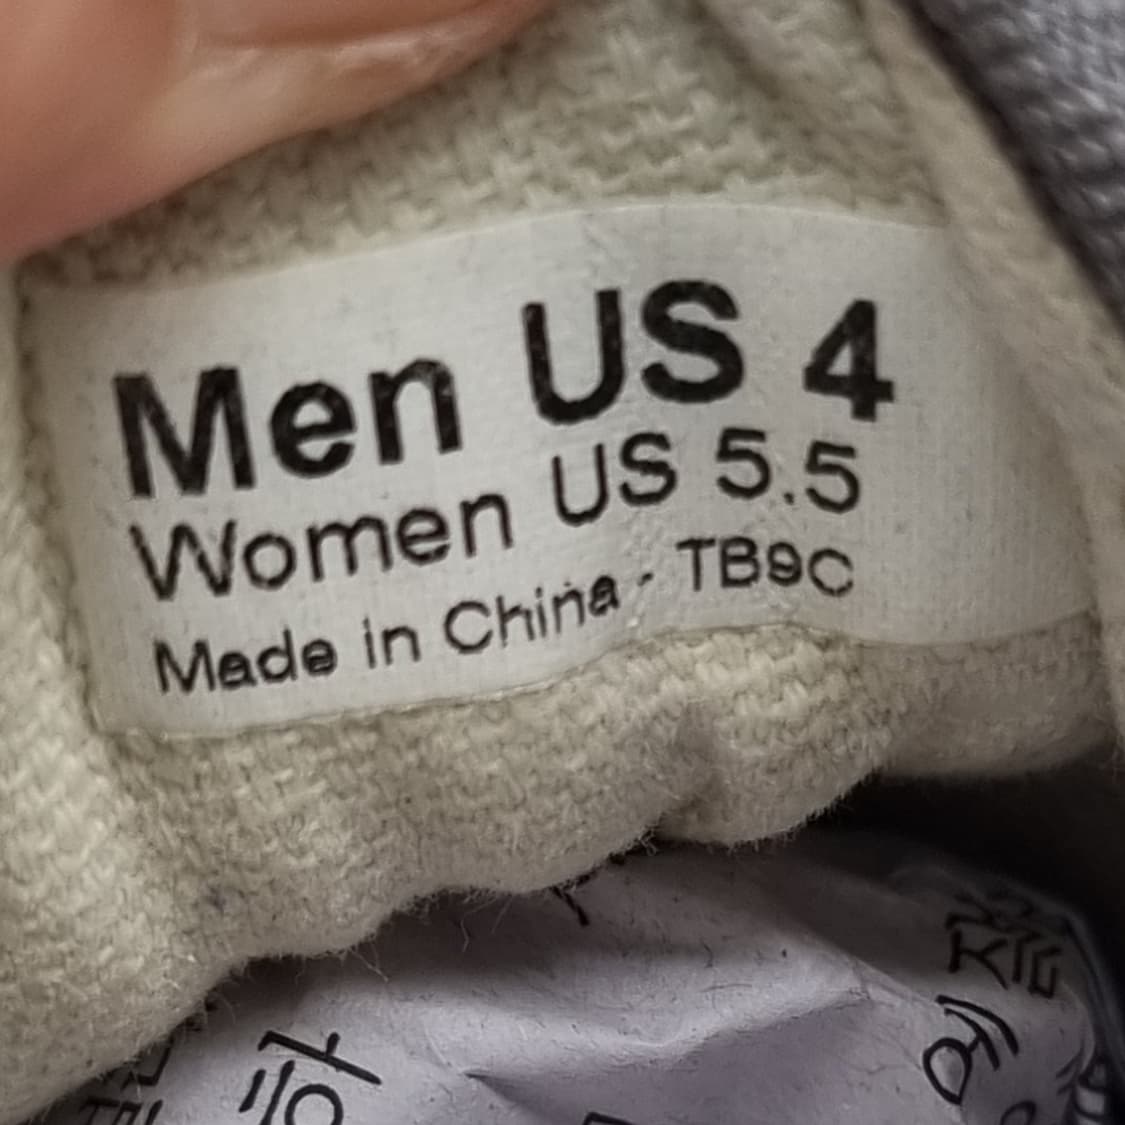 Men US 4
Women US 5.5
Made in China - TB9C